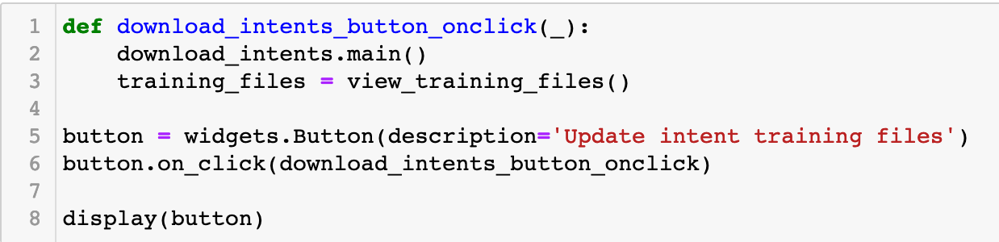 1 def download_intents_button_onclick(_):
2     download_intents.main()
3     training_files = view_training_files()
4
5 button = widgets.Button(description='Update intent training files')
6 button.on_click(download_intents_button_onclick)
7
8 display(button)